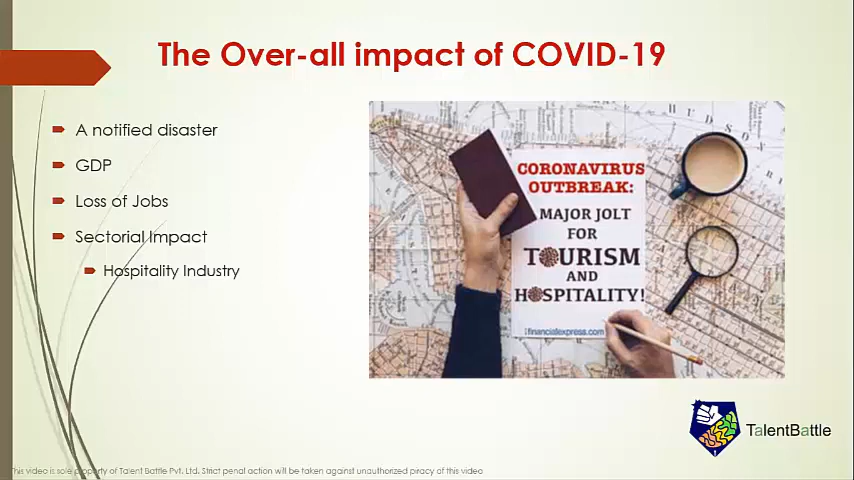 The Over-all impact of COVID-19
A notified disaster
GDP
Loss of Jobs
Sectorial Impact
Hospitality Industry
CORONAVIRUS
OUTBREAK:
MAJOR JOLT
FOR
TOURISM
AND
HOSPITALITY!
financialexpress.com
HUDSON
TalentBattle
This video is sole property of Talent Battle Pvt. Ltd. Strict penal action will be taken against unauthorized piracy of this video